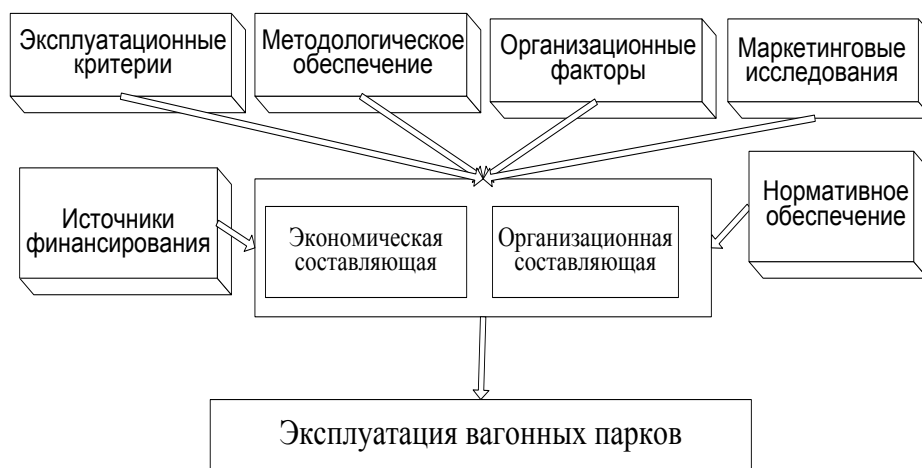 Эксплуатационные
критерии
Методологическое
обеспечение
Организационные
факторы
Маркетинговые
исследования
Источники
финансирования
Экономическая
составляющая
Организационная
составляющая
Нормативное
обеспечение
Эксплуатация вагонных парков